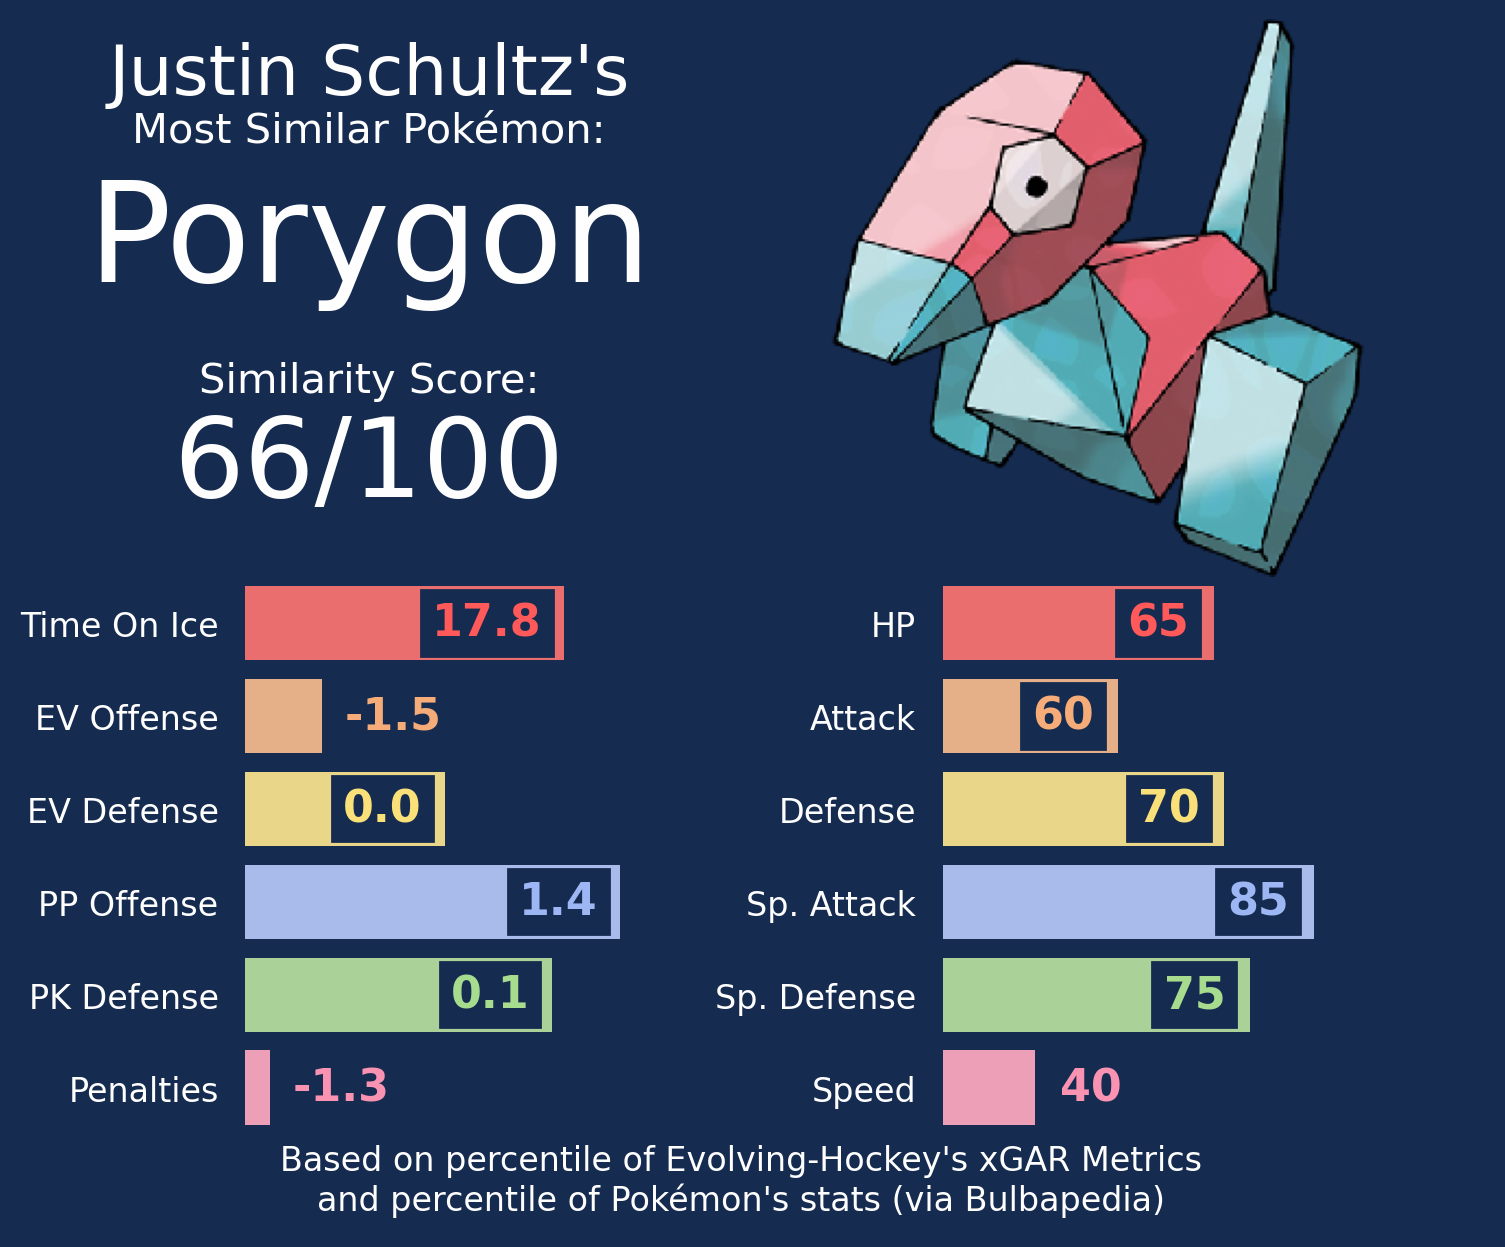 Justin Schultz's
Most Similar Pokémon:
Porygon
Similarity Score:
66/100
Time On Ice 17.8
EV Offense -1.5
EV Defense 0.0
PP Offense 1.4
PK Defense 0.1
Penalties -1.3
HP 65
Attack 60
Defense 70
Sp. Attack 85
Sp. Defense 75
Speed 40
Based on percentile of Evolving-Hockey's xGAR Metrics
and percentile of Pokémon's stats (via Bulbapedia)